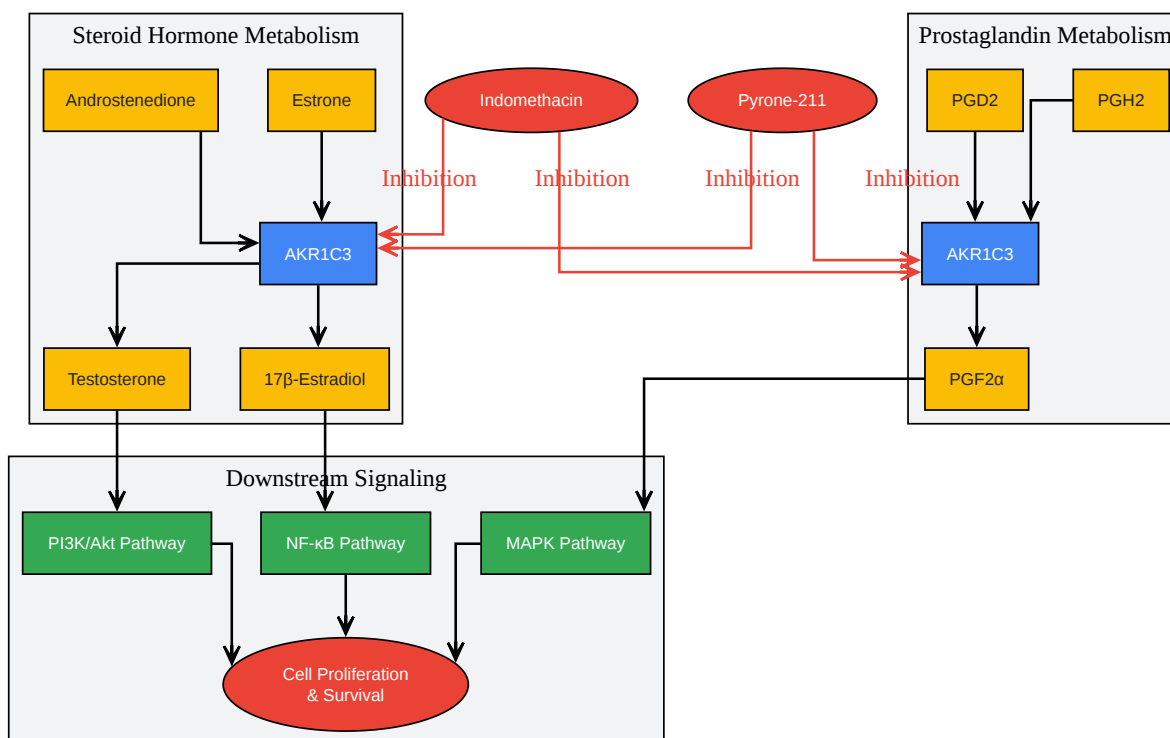 Steroid Hormone Metabolism
Prostaglandin Metabolism
Androstenedione
Estrone
Indomethacin
Pyrone-211
PGD2
PGH2
Inhibition
Inhibition
Inhibition
Inhibition
AKR1C3
AKR1C3
Testosterone
17β-Estradiol
PGF2α
Downstream Signaling
PI3K/Akt Pathway
NF-κB Pathway
MAPK Pathway
Cell Proliferation
& Survival